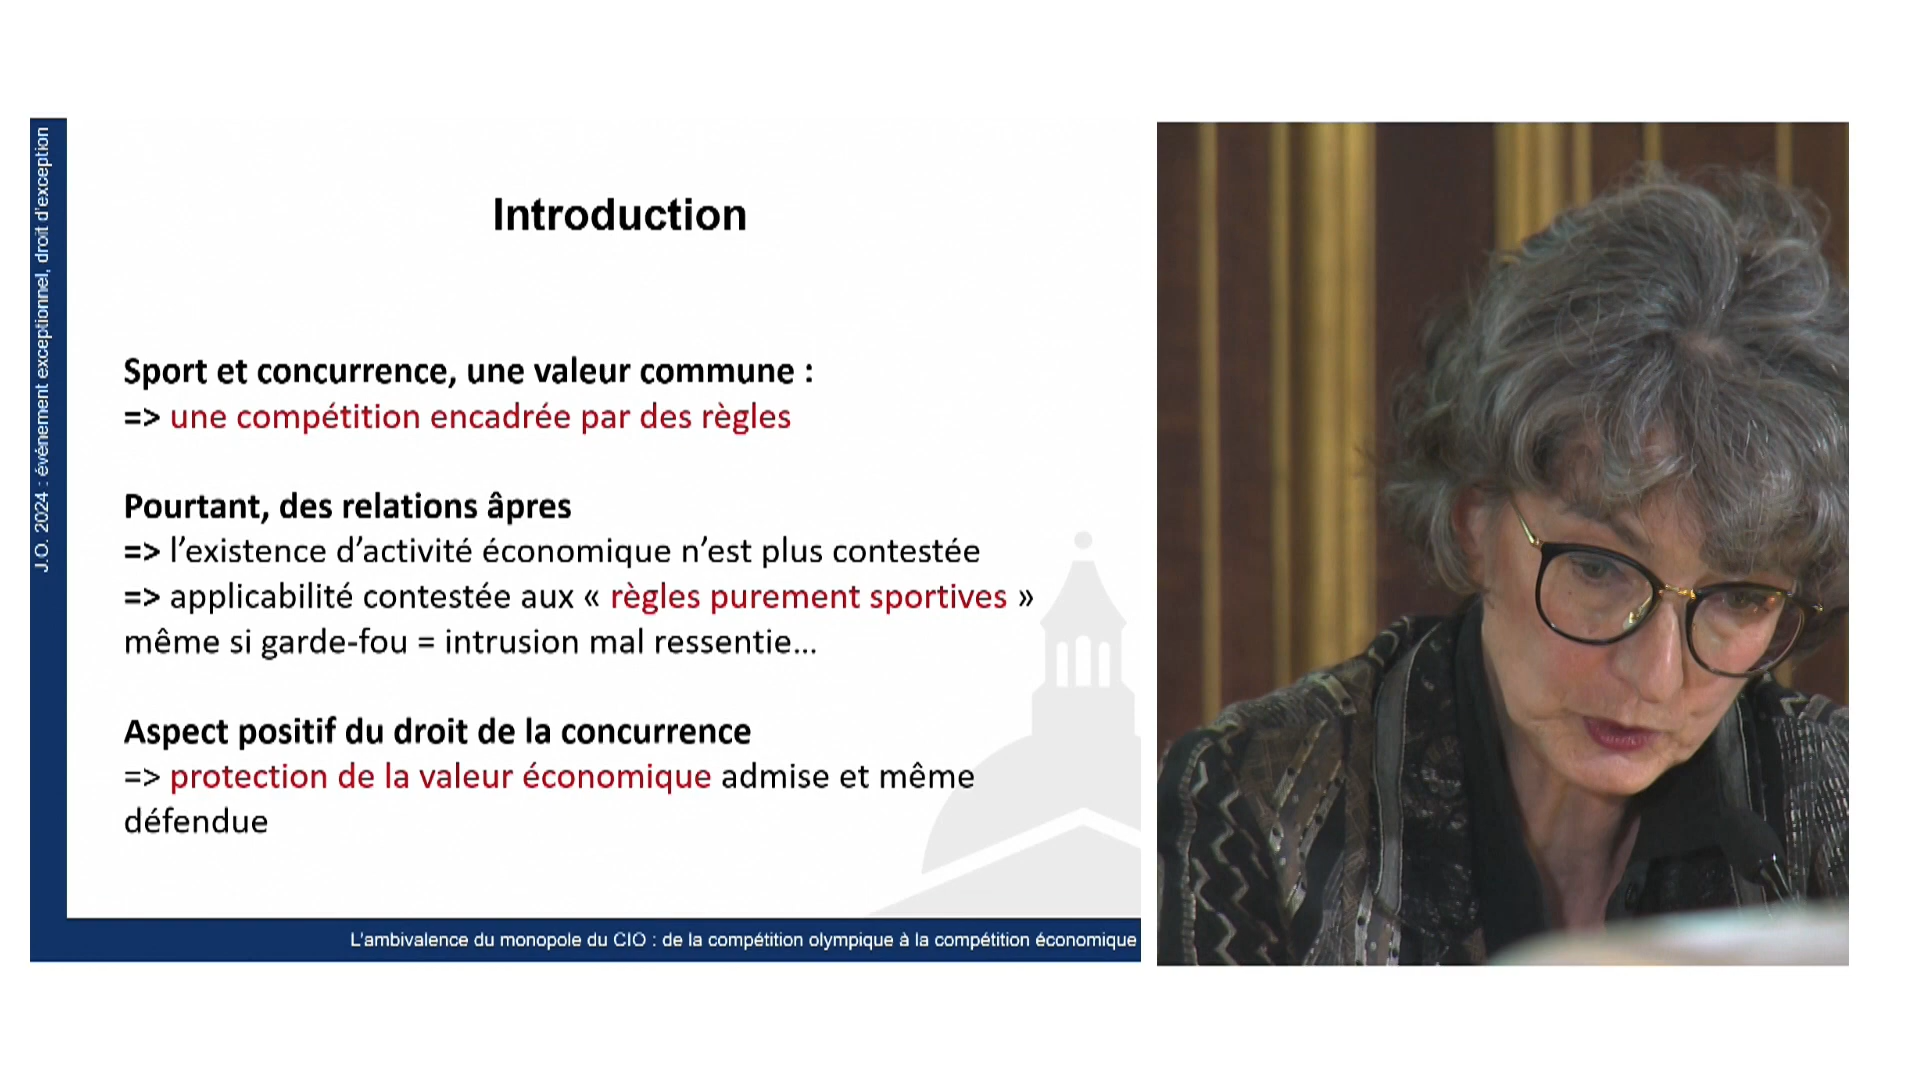 J.O. 2024 : événement exceptionnel, droit d'exception
Introduction
Sport et concurrence, une valeur commune :
=> une compétition encadrée par des règles
Pourtant, des relations âpres
=> l’existence d’activité économique n’est plus contestée
=> applicabilité contestée aux « règles purement sportives »
même si garde-fou = intrusion mal ressentie…
Aspect positif du droit de la concurrence
=> protection de la valeur économique admise et même
défendue
L'ambivalence du monopole du CIO : de la compétition olympique à la compétition économique